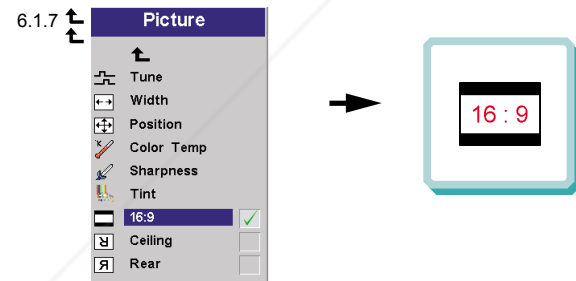 6.1.7
Picture
Tune
Width
Position
Color Temp
Sharpness
Tint
16:9
Ceiling
Rear
16 : 9